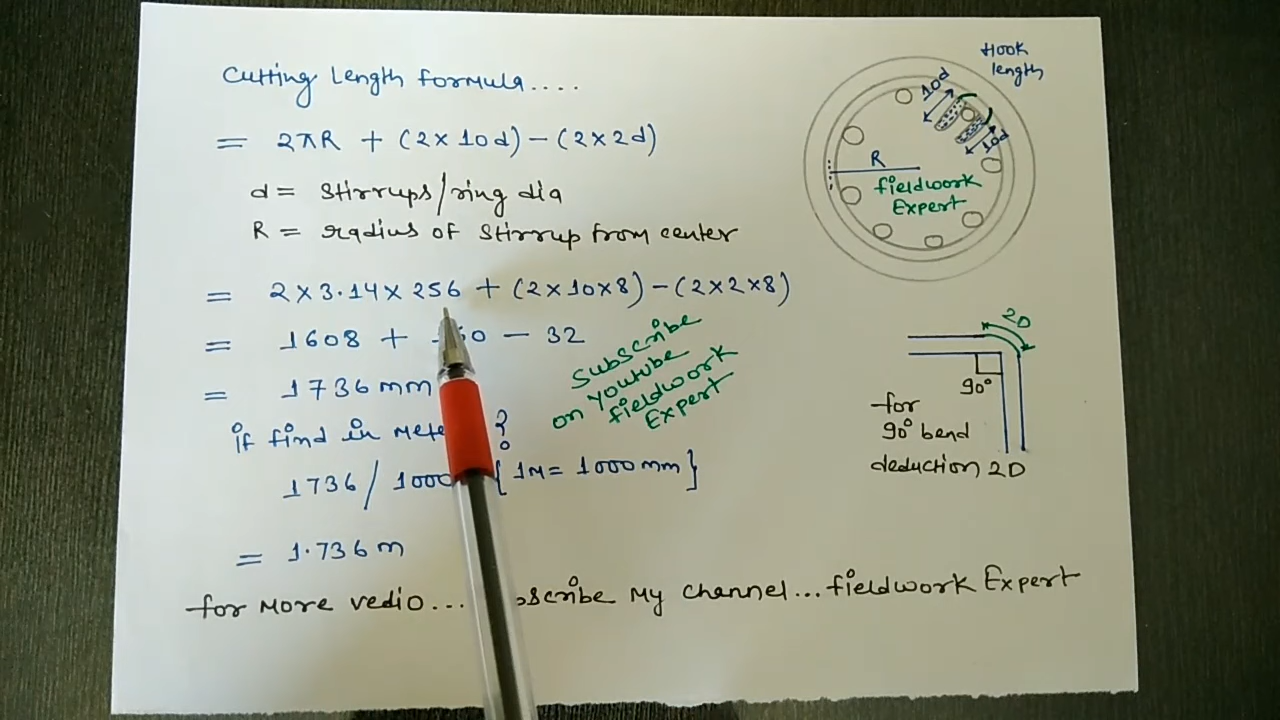 Cutting Length formula....
= 2πR + (2×10d) - (2×2d)
d = Stirrups/ring dia
R = radius of Stirrup from center
= 2×3.14×256 + (2×10×8) - (2×2×8)
= 1608 + 60 - 32
= 1736 mm
if find in Mete ?
1736/1000 {1M = 1000mm}
= 1.736 m
for More vedio... My channel... fieldwork Expert
Subscribe
on YouTube
fieldwork
Expert
Hook
length
10d
10d
R
fieldwork
Expert
2D
90°
for
90° bend
deduction 2D